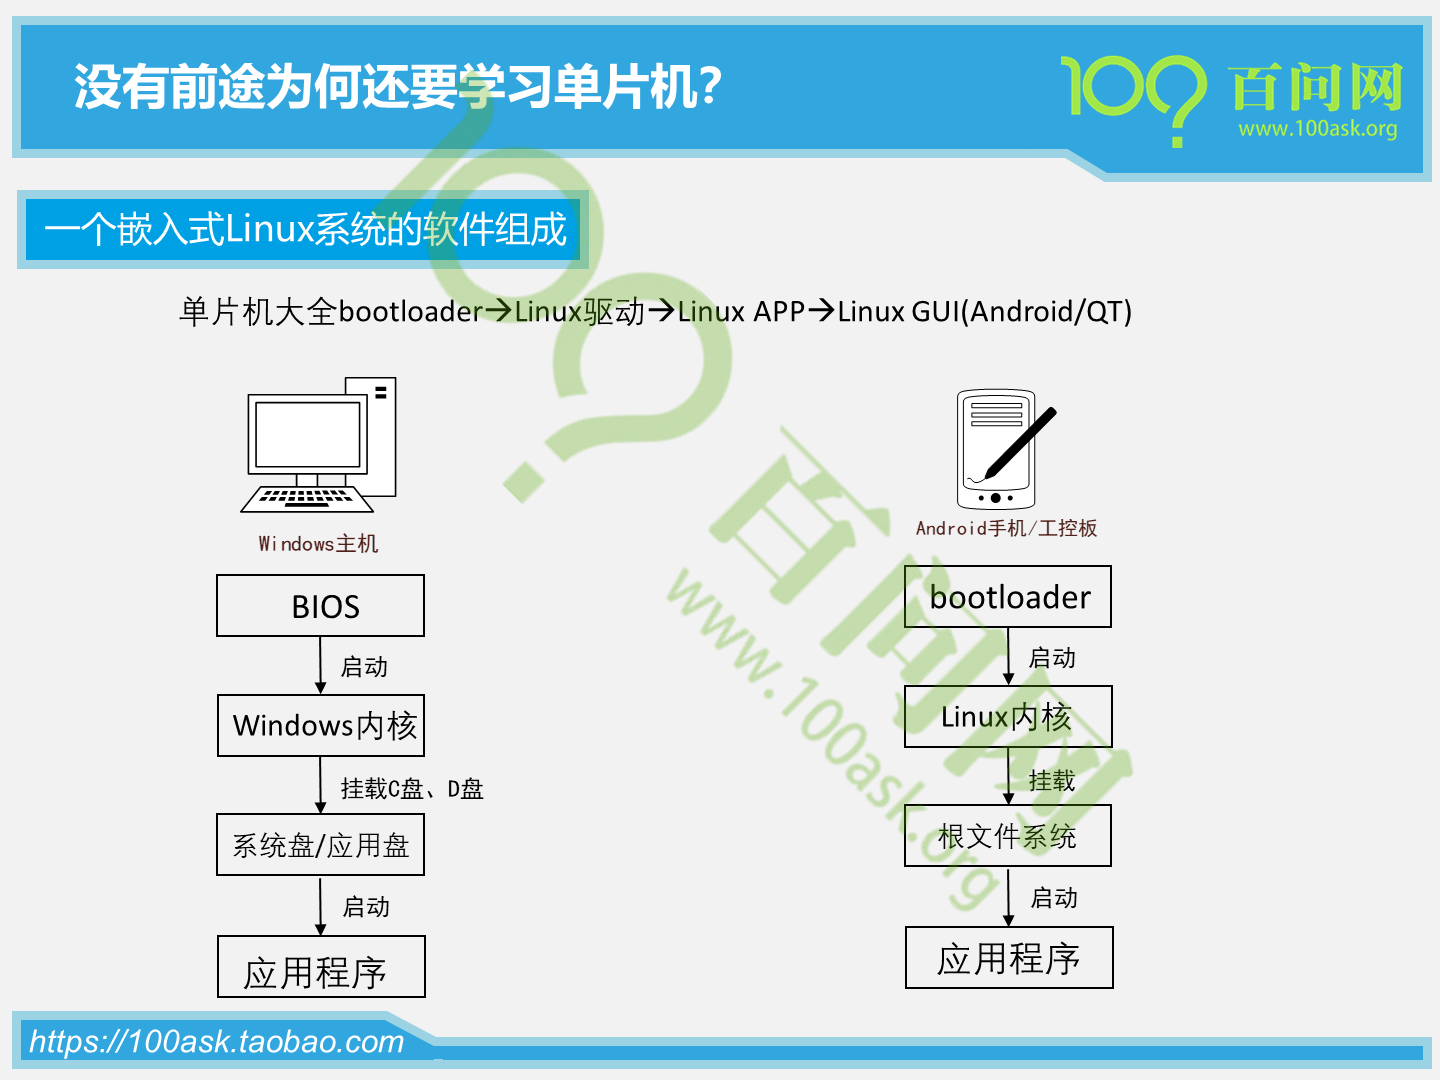 没有前途为何还要学习单片机?
100?
百问网
www.100ask.org
一个嵌入式Linux系统的软件组成
单片机大全bootloader→Linux驱动→Linux APP→Linux GUI(Android/QT)
Windows主机
BIOS
启动
Windows内核
挂载C盘、D盘
系统盘/应用盘
启动
应用程序
Android手机/工控板
bootloader
启动
Linux内核
挂载
根文件系统
启动
应用程序
100?
百问网
www.100ask.org
https://100ask.taobao.com